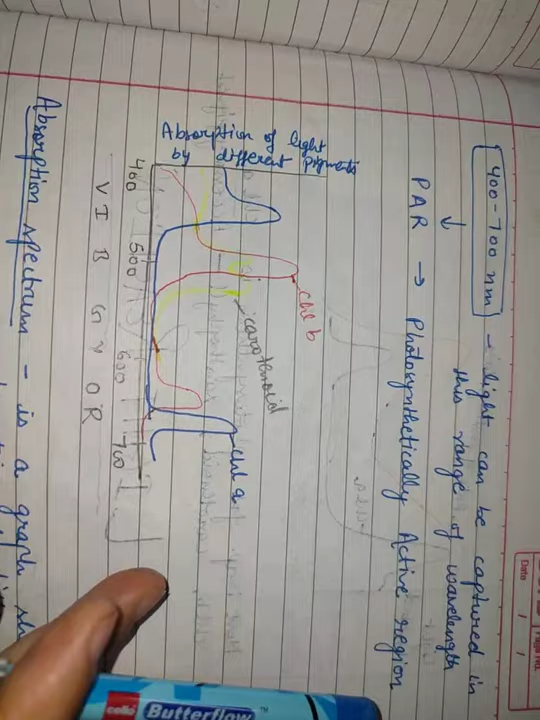 400-700 nm - light can be captured in
this range of wavelength
PAR → Photosynthetically Active region
Absorption of light
by different pigments
chl b
carotenoid
chl a
400 500 600 700
V I B G Y O R
Absorption spectrum - is a graph
Date
cello Butterflow